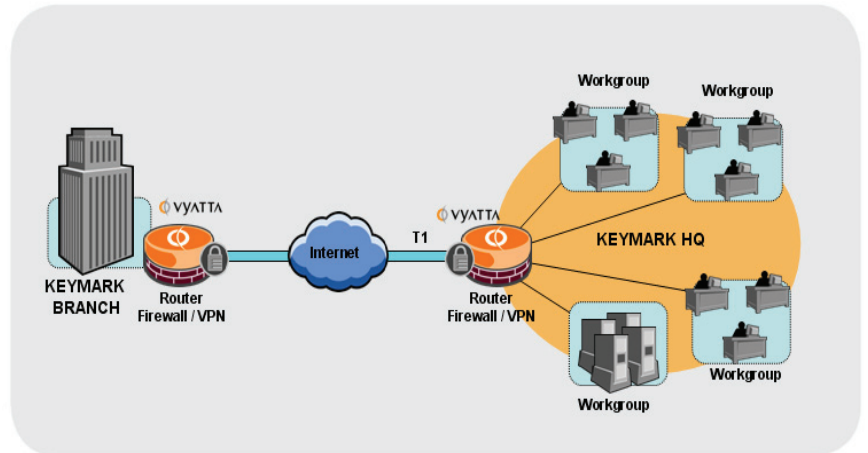 Workgroup
Workgroup
VYATTA
VYATTA
T1
Internet
KEYMARK HQ
KEYMARK
BRANCH
Router
Firewall / VPN
Router
Firewall / VPN
Workgroup
Workgroup